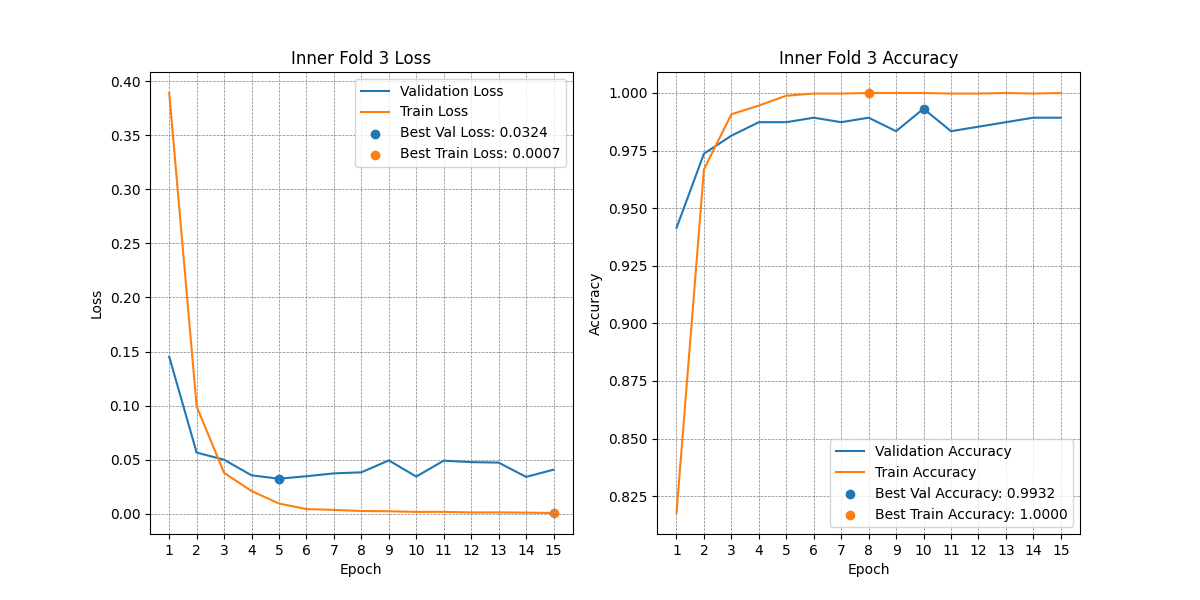 Inner Fold 3 Loss
Loss
0.40
0.35
0.30
0.25
0.20
0.15
0.10
0.05
0.00
Validation Loss
Train Loss
Best Val Loss: 0.0324
Best Train Loss: 0.0007
1 2 3 4 5 6 7 8 9 10 11 12 13 14 15
Epoch
Inner Fold 3 Accuracy
Accuracy
1.000
0.975
0.950
0.925
0.900
0.875
0.850
0.825
Validation Accuracy
Train Accuracy
Best Val Accuracy: 0.9932
Best Train Accuracy: 1.0000
1 2 3 4 5 6 7 8 9 10 11 12 13 14 15
Epoch